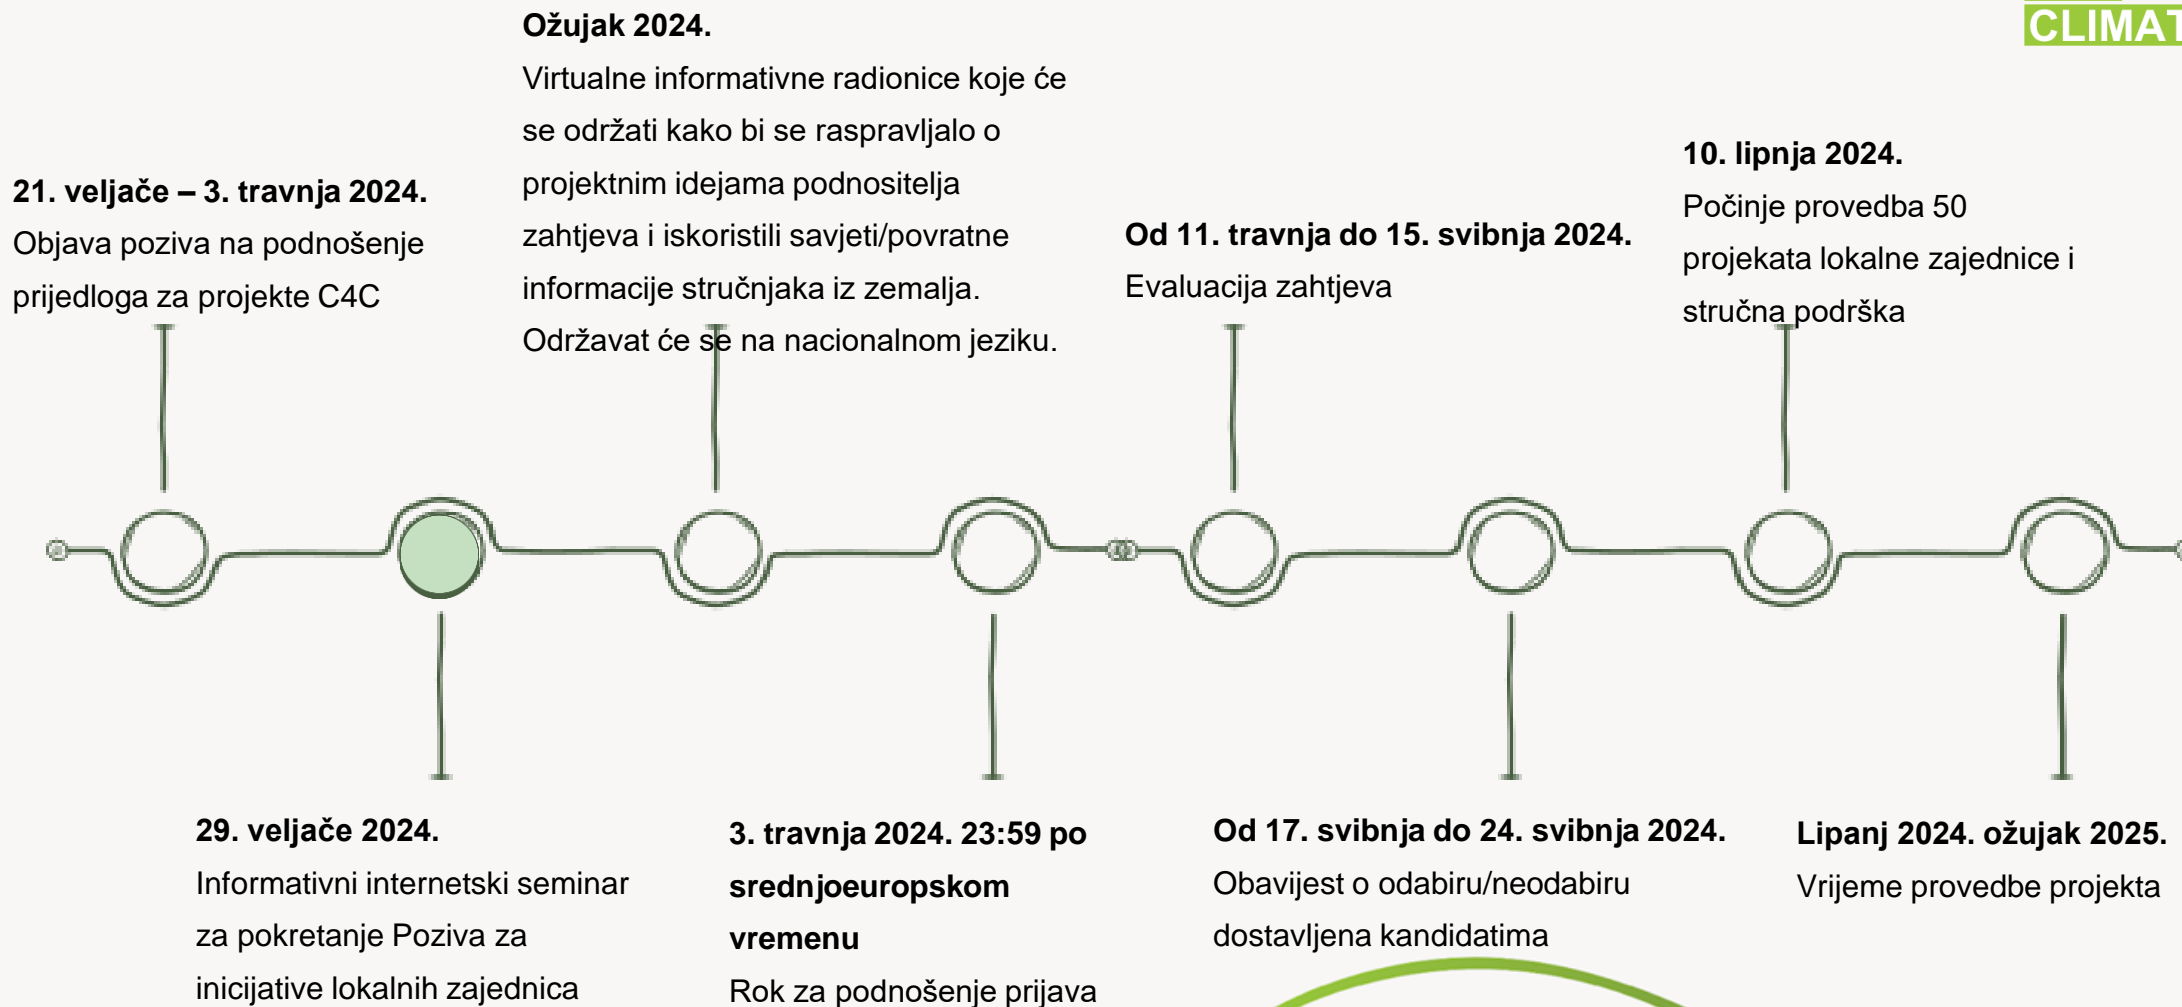 CLIMAT
21. veljače – 3. travnja 2024.
Objava poziva na podnošenje
prijedloga za projekte C4C
29. veljače 2024.
Informativni internetski seminar
za pokretanje Poziva za
inicijative lokalnih zajednica
Ožujak 2024.
Virtualne informativne radionice koje će
se održati kako bi se raspravljalo o
projektnim idejama podnositelja
zahtjeva i iskoristili savjeti/povratne
informacije stručnjaka iz zemalja.
Održavat će se na nacionalnom jeziku.
3. travnja 2024. 23:59 po
srednjoeuropskom
vremenu
Rok za podnošenje prijava
Od 11. travnja do 15. svibnja 2024.
Evaluacija zahtjeva
Od 17. svibnja do 24. svibnja 2024.
Obavijest o odabiru/neodabiru
dostavljena kandidatima
10. lipnja 2024.
Počinje provedba 50
projekata lokalne zajednice i
stručna podrška
Lipanj 2024. ožujak 2025.
Vrijeme provedbe projekta